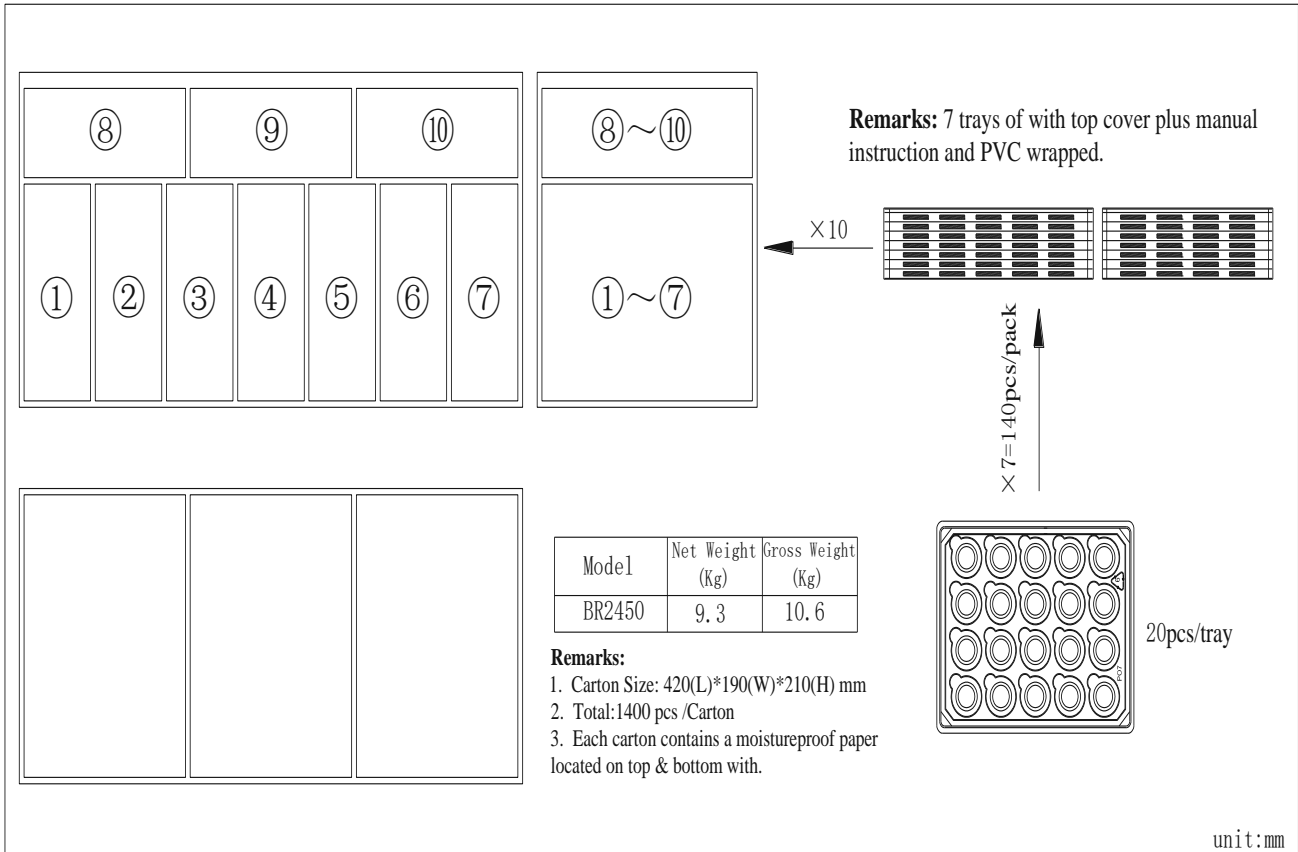 ⑧ ⑨ ⑩
⑧～⑩
① ② ③ ④ ⑤ ⑥ ⑦
①～⑦
Remarks: 7 trays of with top cover plus manual
instruction and PVC wrapped.
×10
×7=140pcs/pack
20pcs/tray
PO7
Model Net Weight (Kg) Gross Weight (Kg)
BR2450 9.3 10.6
Remarks:
1. Carton Size: 420(L)*190(W)*210(H) mm
2. Total:1400 pcs /Carton
3. Each carton contains a moistureproof paper
located on top & bottom with.
unit:mm